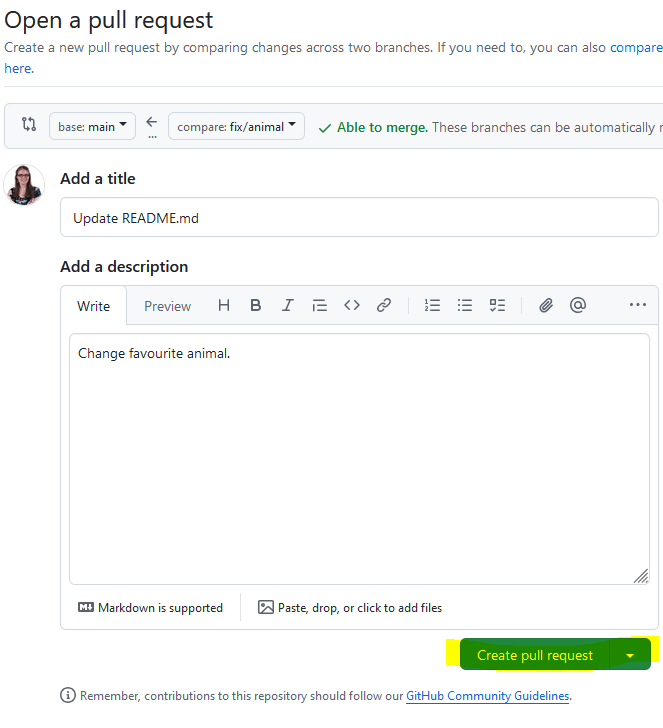 Open a pull request
Create a new pull request by comparing changes across two branches. If you need to, you can also compare
here.
base: main
...
compare: fix/animal
Able to merge. These branches can be automatically
Add a title
Update README.md
Add a description
Write Preview H B I
Change favourite animal.
Markdown is supported
Paste, drop, or click to add files
Create pull request
Remember, contributions to this repository should follow our GitHub Community Guidelines.